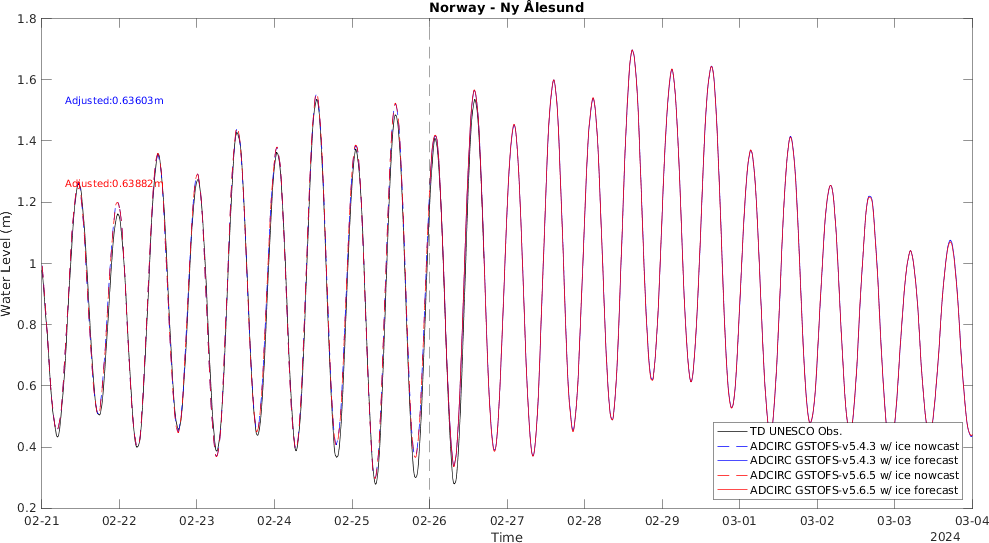 Norway - Ny Ålesund
1.8
1.6
1.4
1.2
1
0.8
0.6
0.4
0.2
Water Level (m)
Adjusted:0.63603m
Adjusted:0.63882m
TD UNESCO Obs.
ADCIRC GSTOFS-v5.4.3 w/ ice nowcast
ADCIRC GSTOFS-v5.4.3 w/ ice forecast
ADCIRC GSTOFS-v5.6.5 w/ ice nowcast
ADCIRC GSTOFS-v5.6.5 w/ ice forecast
02-21 02-22 02-23 02-24 02-25 02-26 02-27 02-28 02-29 03-01 03-02 03-03 03-04
Time
2024